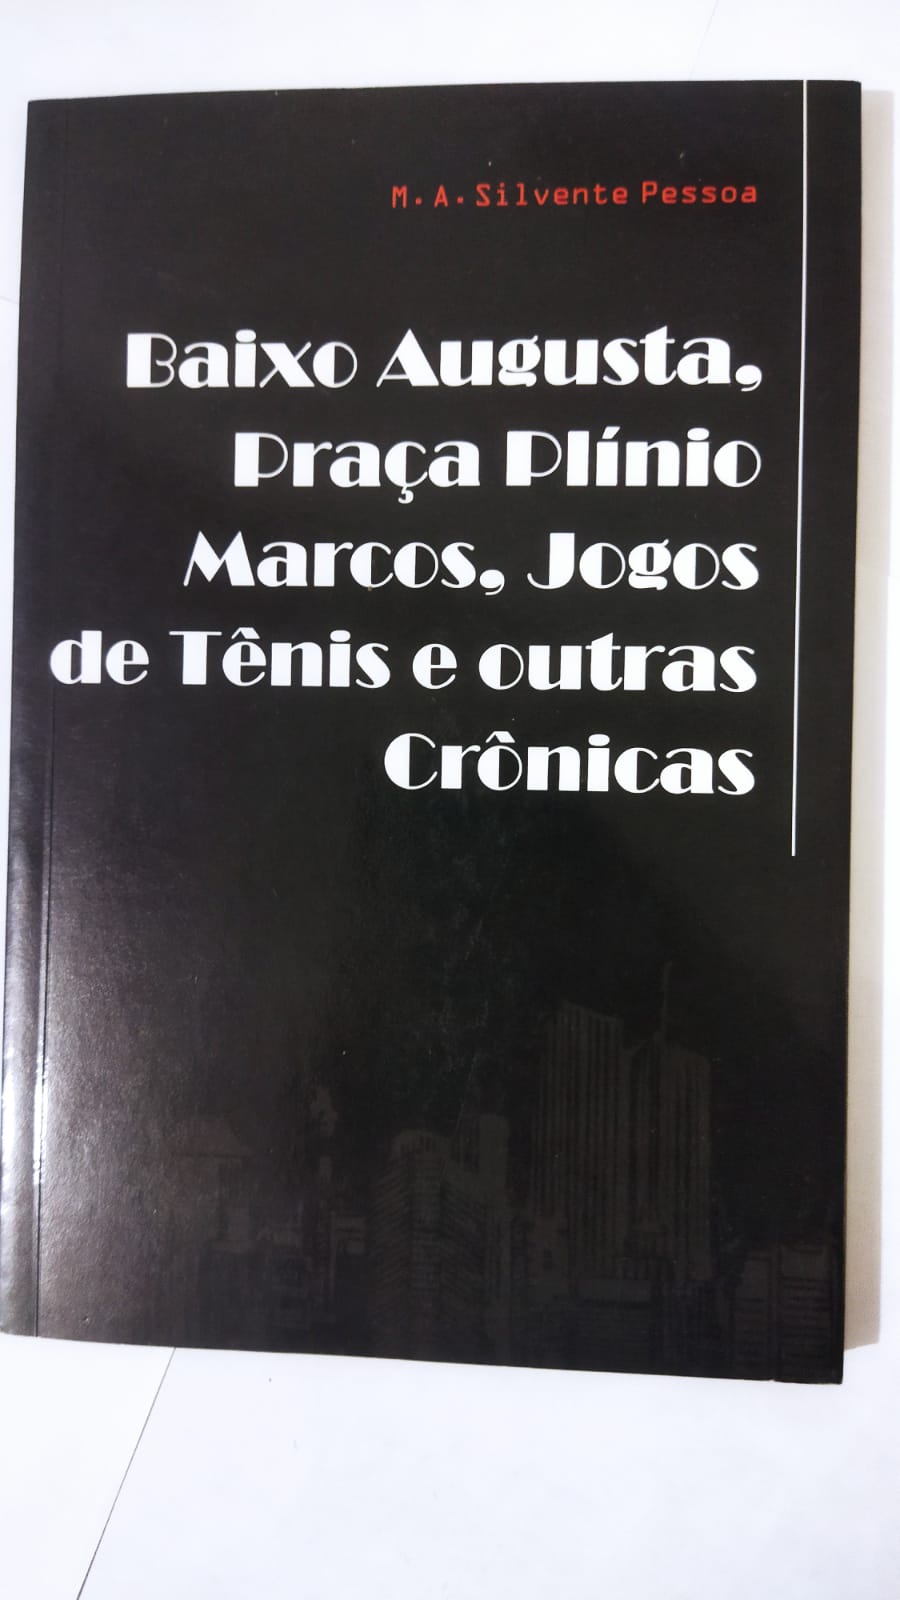 M. A. Silvente Pessoa
Baixo Augusta,
Praça Plínio
Marcos, Jogos
de Tênis e outras
Crônicas